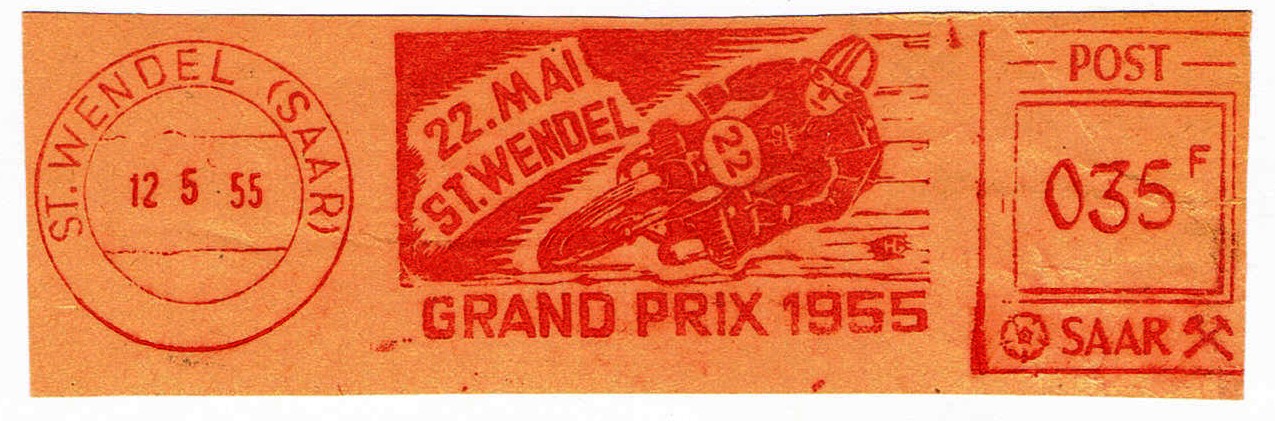 ST. WENDEL (SAAR)
12 5 55
22. MAI
ST. WENDEL
22
GRAND PRIX 1955
POST
035 F
SAAR